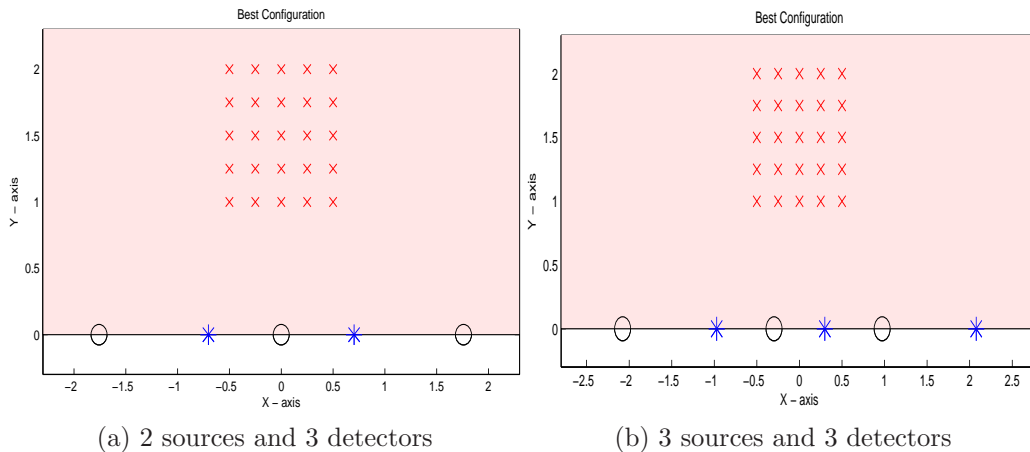 Best Configuration
2
1.5
1
0.5
0
Y - axis
−2 −1.5 −1 −0.5 0 0.5 1 1.5 2
X - axis
(a) 2 sources and 3 detectors
Best Configuration
2
1.5
1
0.5
0
Y - axis
−2.5 −2 −1.5 −1 −0.5 0 0.5 1 1.5 2 2.5
X - axis
(b) 3 sources and 3 detectors